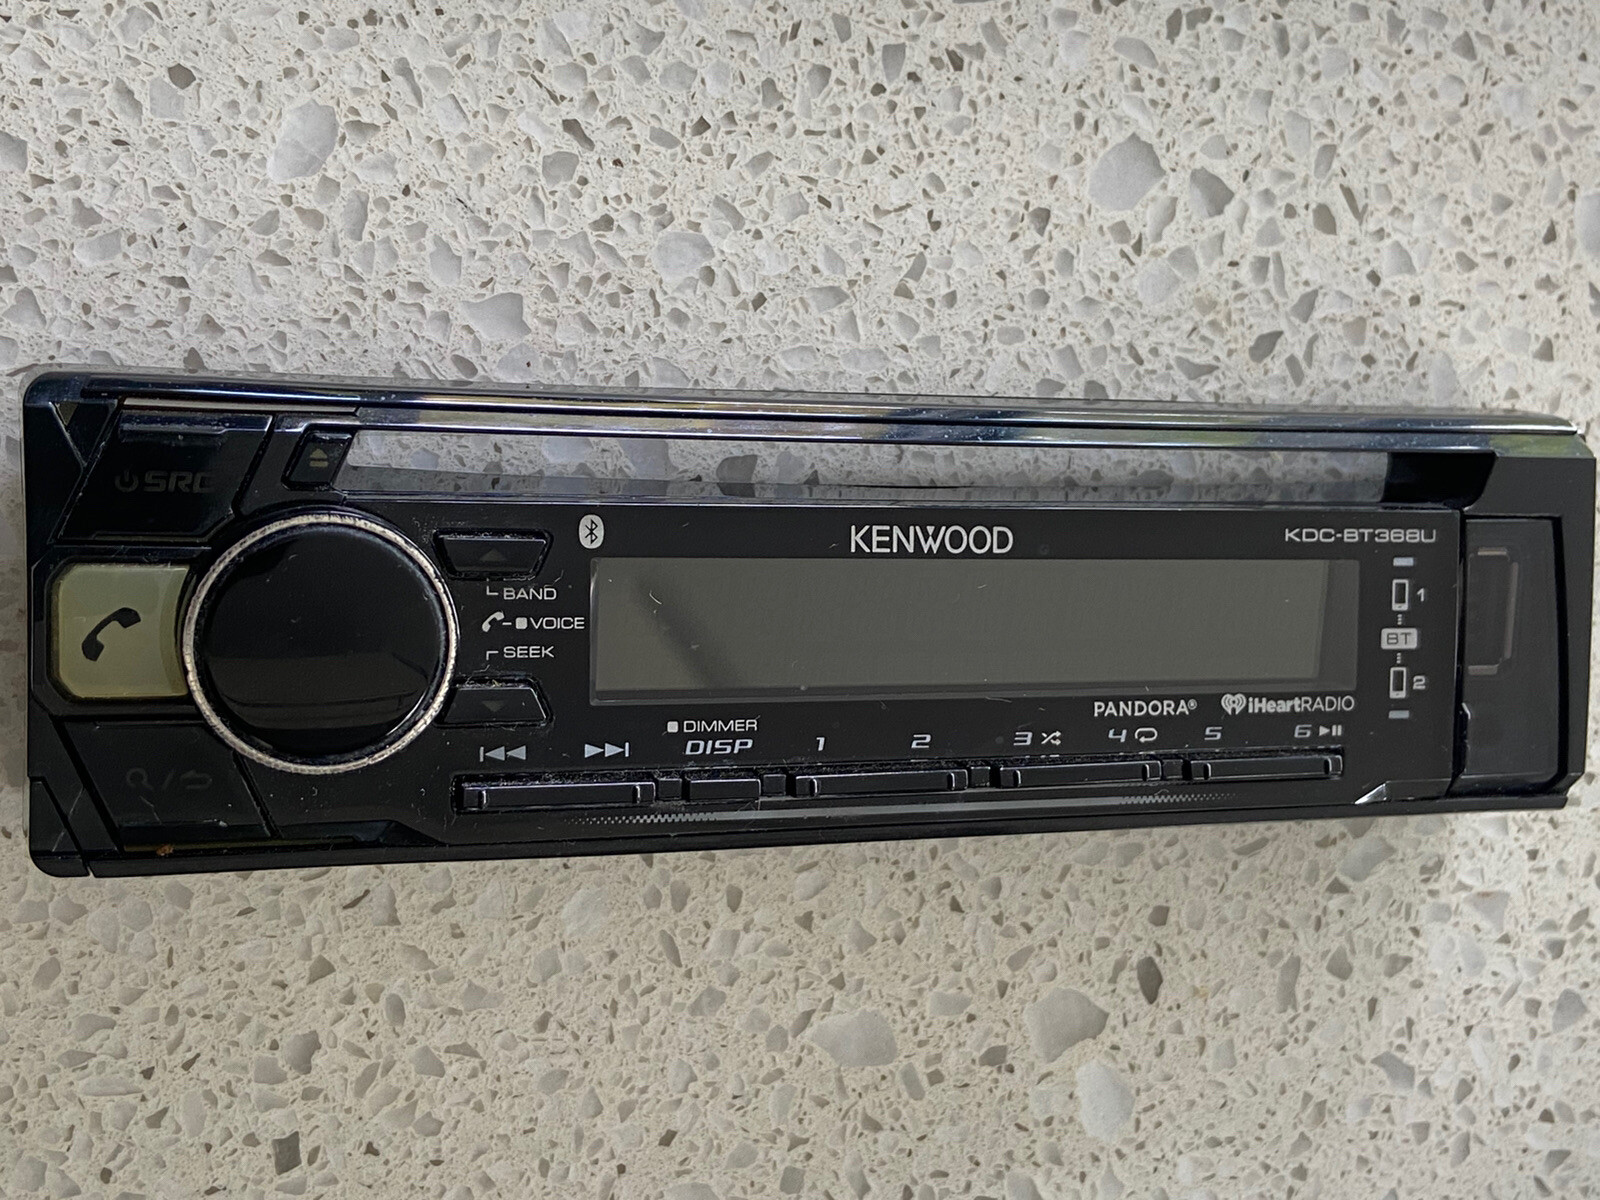 SRC
KENWOOD
KDC-BT368U
BAND
VOICE
SEEK
1
BT
2
PANDORA®
iHeartRADIO
DIMMER
DISP 1 2 3 4 5 6